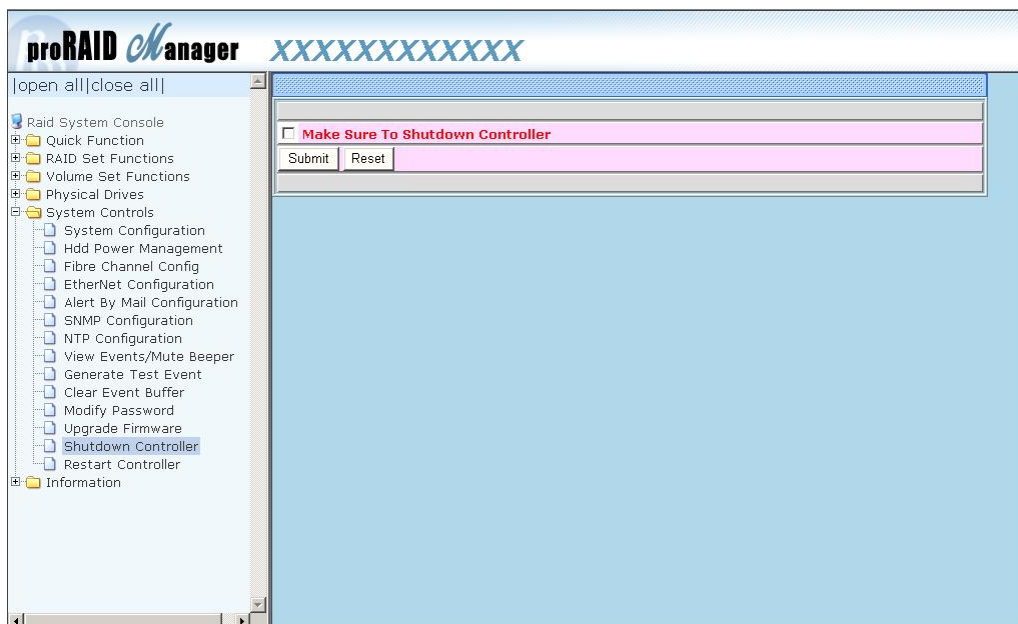 proRAID Manager XXXXXXXXXXXX
|open all|close all|
Raid System Console
Quick Function
RAID Set Functions
Volume Set Functions
Physical Drives
System Controls
System Configuration
Hdd Power Management
Fibre Channel Config
EtherNet Configuration
Alert By Mail Configuration
SNMP Configuration
NTP Configuration
View Events/Mute Beeper
Generate Test Event
Clear Event Buffer
Modify Password
Upgrade Firmware
Shutdown Controller
Restart Controller
Information
Make Sure To Shutdown Controller
Submit Reset